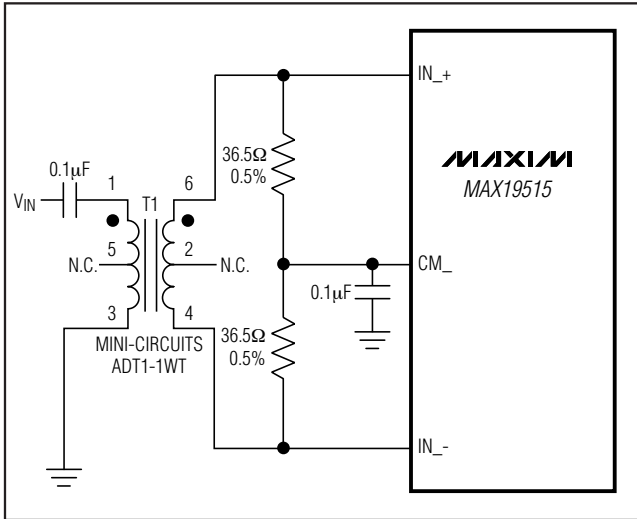 IN_+
36.5Ω
0.5%
MAXIM
MAX19515
0.1μF
VIN
1
T1
6
5
N.C.
2
N.C.
CM_
0.1μF
3
4
MINI-CIRCUITS
ADT1-1WT
36.5Ω
0.5%
IN_-